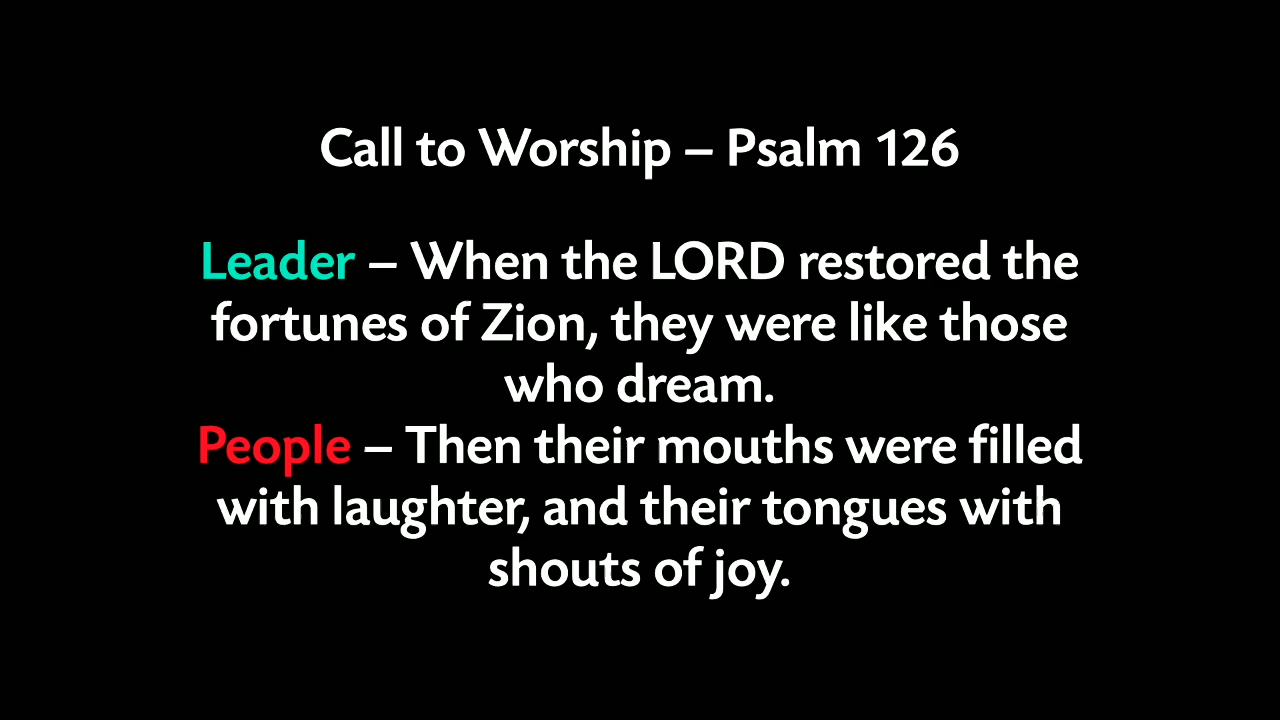 Call to Worship – Psalm 126
Leader – When the LORD restored the
fortunes of Zion, they were like those
who dream.
People – Then their mouths were filled
with laughter, and their tongues with
shouts of joy.